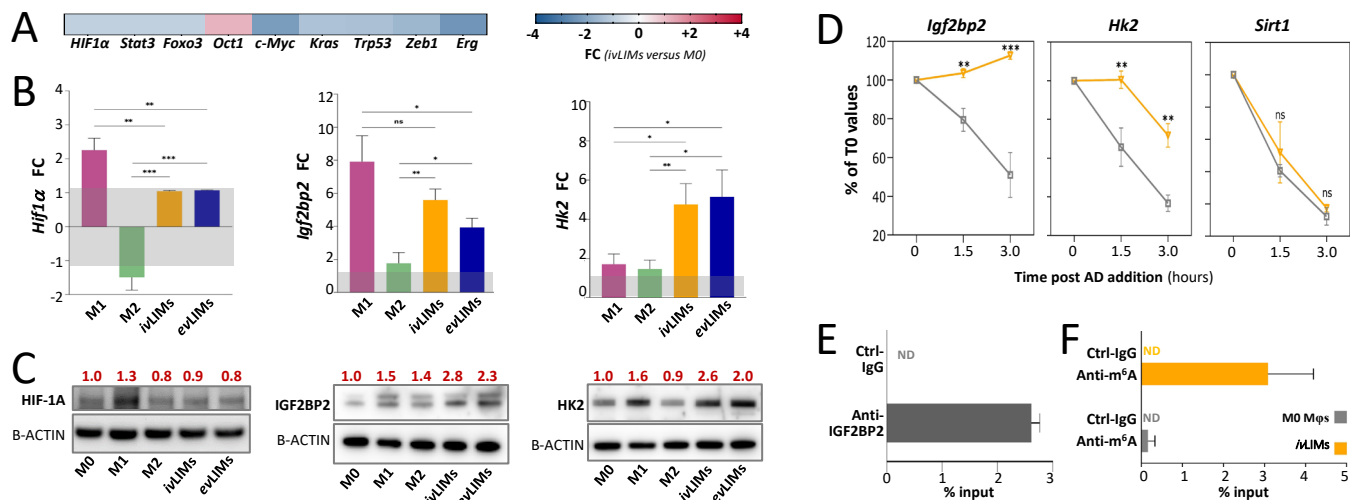 A
HIF1α Stat3 Foxo3 Oct1 c-Myc Kras Trp53 Zeb1 Erg
-4 -2 0 +2 +4
FC (ivLIMs versus M0)
B
Hif1α FC
4
3
2
1
0
-1
-2
**
**
***
***
M1 M2 ivLIMs evLIMs
Igf2bp2 FC
12
10
8
6
4
2
0
*
ns
*
**
M1 M2 ivLIMs evLIMs
Hk2 FC
8
6
4
2
0
*
*
*
**
M1 M2 ivLIMs evLIMs
C
1.0 1.3 0.8 0.9 0.8
HIF-1A
B-ACTIN
M0 M1 M2 ivLIMs evLIMs
1.0 1.5 1.4 2.8 2.3
IGF2BP2
B-ACTIN
M0 M1 M2 ivLIMs evLIMs
1.0 1.6 0.9 2.6 2.0
HK2
B-ACTIN
M0 M1 M2 ivLIMs evLIMs
D
Igf2bp2 Hk2 Sirt1
% of T0 values
120
100
80
60
40
20
** ***
** **
ns ns
0 1.5 3.0 0 1.5 3.0 0 1.5 3.0
Time post AD addition (hours)
E
Ctrl-
IgG
ND
Anti-
IGF2BP2
0 1 2 3
% input
F
Ctrl-IgG ND
Anti-m⁶A
Ctrl-IgG ND
Anti-m⁶A
M0 Mφs
ivLIMs
0 1 2 3 4 5
% input